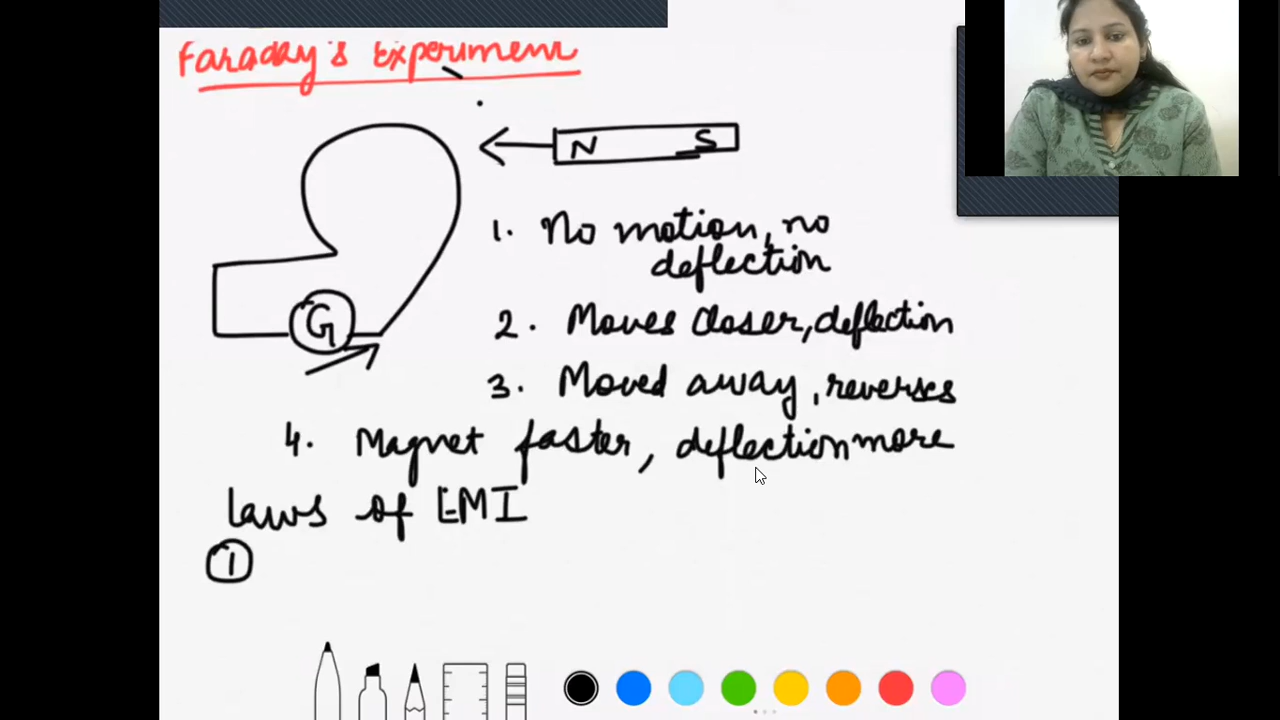 Faraday's Experiment
N S
1. No motion, no
deflection
G
2. Moves closer, deflection
3. Moved away, reverses
4. Magnet faster, deflection more
Laws of EMI
1